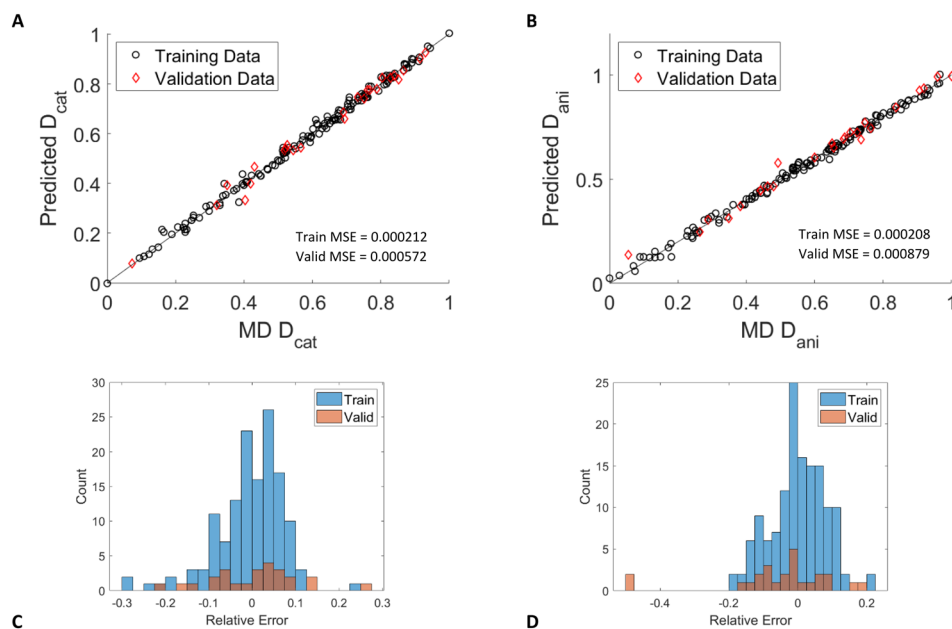 A
B
Training Data
Validation Data
Predicted D_cat
1
0.8
0.6
0.4
0.2
0
Train MSE = 0.000212
Valid MSE = 0.000572
0 0.2 0.4 0.6 0.8 1
MD D_cat
Training Data
Validation Data
Predicted D_ani
1
0.5
0
Train MSE = 0.000208
Valid MSE = 0.000879
0 0.2 0.4 0.6 0.8 1
MD D_ani
30
25
20
15
10
5
0
Count
Train
Valid
-0.3 -0.2 -0.1 0 0.1 0.2 0.3
Relative Error
C
25
20
15
10
5
0
Count
Train
Valid
-0.4 -0.2 0 0.2
Relative Error
D